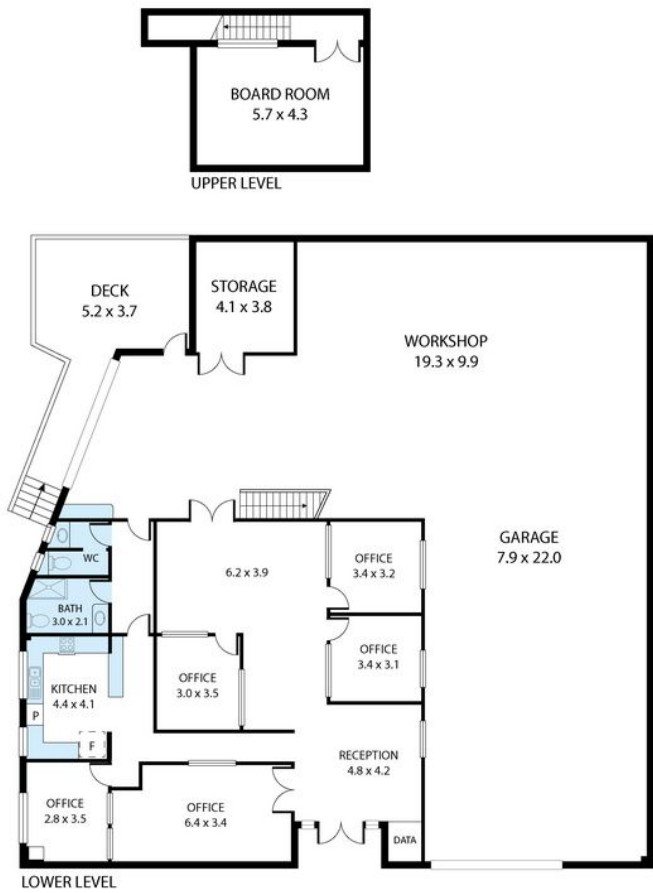 BOARD ROOM
5.7 x 4.3
UPPER LEVEL
DECK
5.2 x 3.7
STORAGE
4.1 x 3.8
WORKSHOP
19.3 x 9.9
GARAGE
7.9 x 22.0
WC
BATH
3.0 x 2.1
6.2 x 3.9
OFFICE
3.4 x 3.2
OFFICE
3.4 x 3.1
OFFICE
3.0 x 3.5
KITCHEN
4.4 x 4.1
P
F
RECEPTION
4.8 x 4.2
OFFICE
2.8 x 3.5
OFFICE
6.4 x 3.4
DATA
LOWER LEVEL